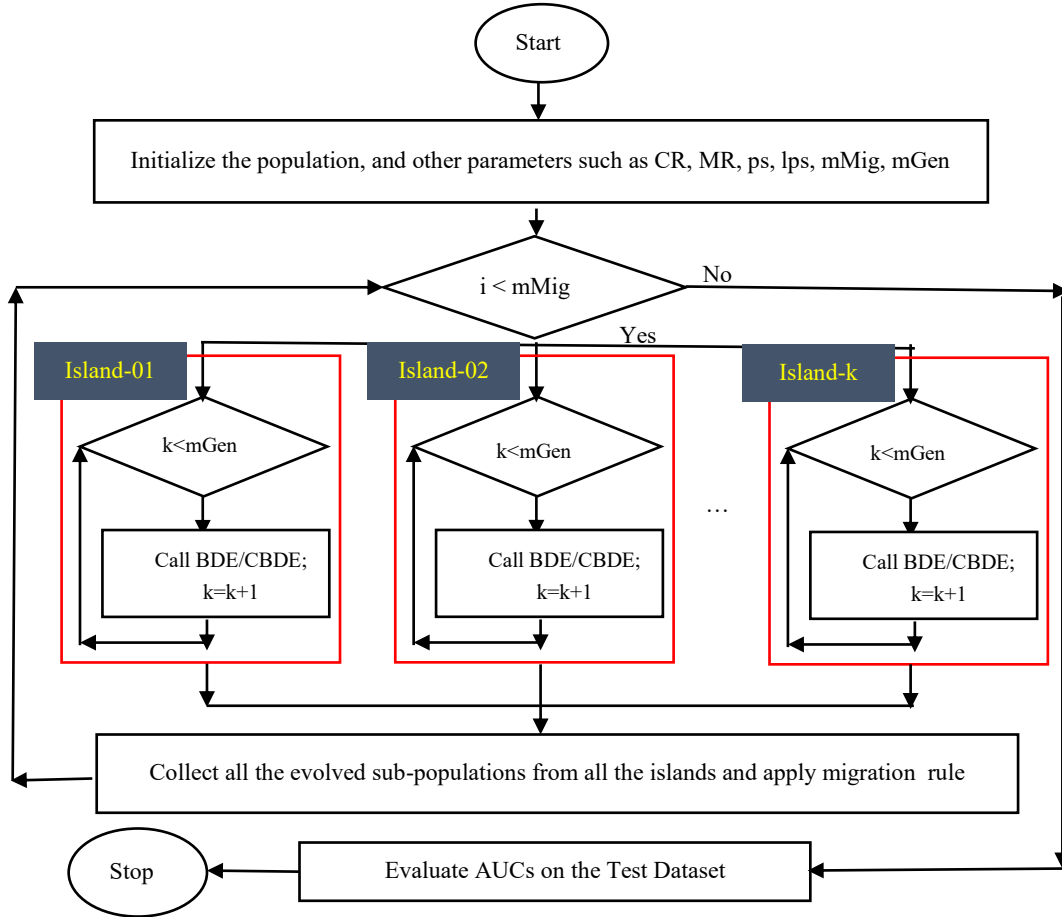 Start
Initialize the population, and other parameters such as CR, MR, ps, lps, mMig, mGen
i < mMig
No
Yes
Island-01
Island-02
Island-k
k<mGen
k<mGen
k<mGen
...
Call BDE/CBDE;
k=k+1
Call BDE/CBDE;
k=k+1
Call BDE/CBDE;
k=k+1
Collect all the evolved sub-populations from all the islands and apply migration rule
Stop
Evaluate AUCs on the Test Dataset